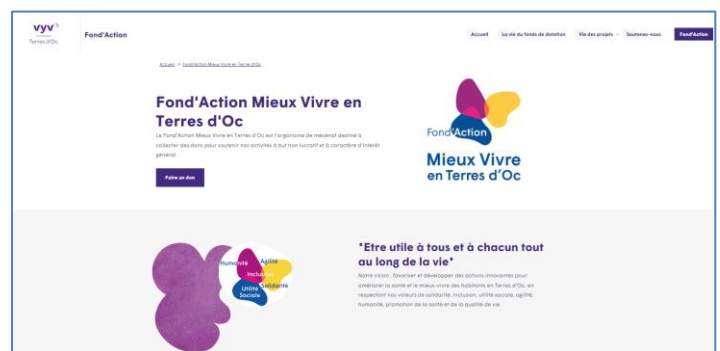 vyv³
Terres d'Oc
Fond'Action
Accueil
La vie du fonds de dotation
Vie des projets
Soutenez-nous
Fond'Action
Accueil > Fond'Action Mieux Vivre en Terres d'Oc
Fond'Action Mieux Vivre en
Terres d'Oc
Le Fond'Action Mieux Vivre en Terres d'Oc est l'organisme de mécénat destiné à
collecter des dons pour soutenir nos activités à but non lucratif et à caractère d'intérêt
général.
Faire un don
Fond'Action
Mieux Vivre
en Terres d'Oc
Humanité
Agilité
Inclusion
Solidarité
Utilité
Sociale
"Etre utile à tous et à chacun tout
au long de la vie"
Notre vision : favoriser et développer des actions innovantes pour
améliorer la santé et le mieux-vivre des habitants en Terres d'Oc, en
respectant nos valeurs de solidarité, inclusion, utilité sociale, agilité,
humanité, promotion de la santé et de la qualité de vie.